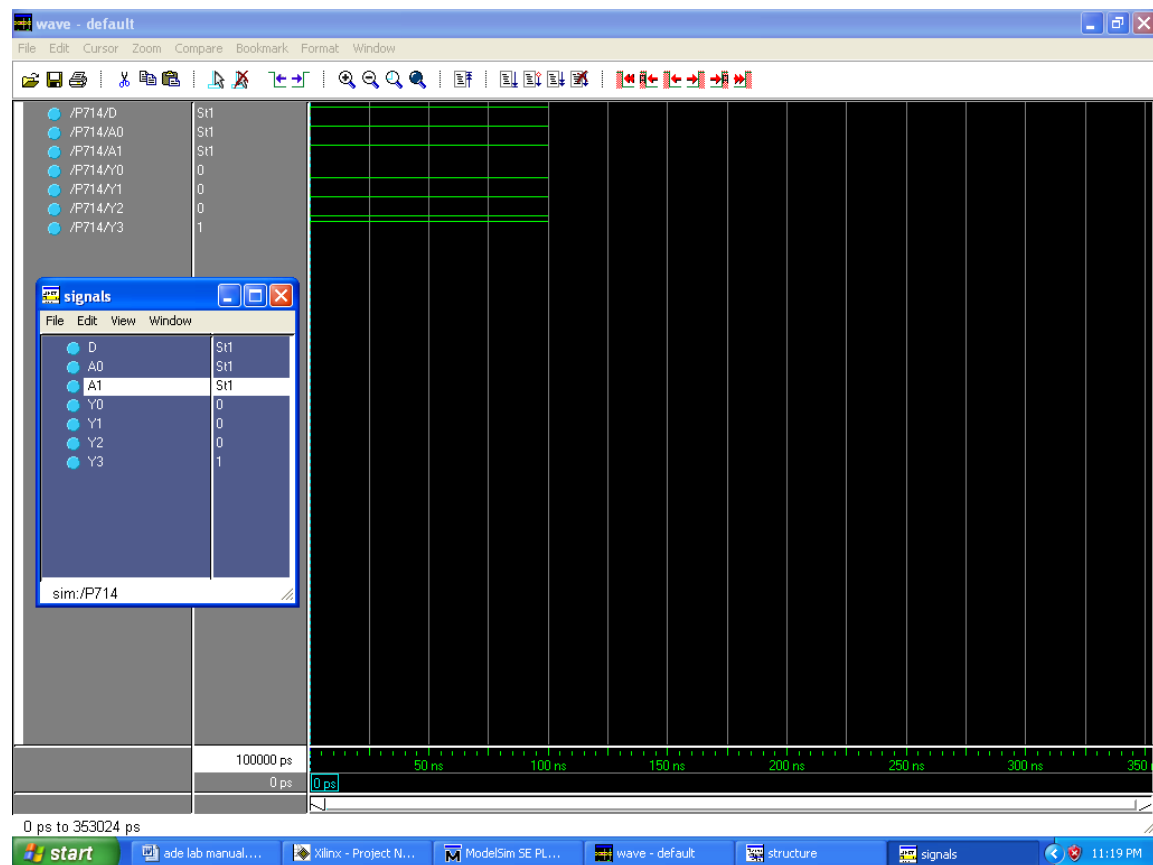 wave - default
File Edit Cursor Zoom Compare Bookmark Format Window
/P714/D St1
/P714/A0 St1
/P714/A1 St1
/P714/Y0 0
/P714/Y1 0
/P714/Y2 0
/P714/Y3 1
signals
File Edit View Window
D St1
A0 St1
A1 St1
Y0 0
Y1 0
Y2 0
Y3 1
sim:/P714
100000 ps
50 ns 100 ns 150 ns 200 ns 250 ns 300 ns 350
0 ps 0 ps
0 ps to 353024 ps
start ade lab manual.... Xilinx - Project N... ModelSim SE PL... wave - default structure signals 11:19 PM